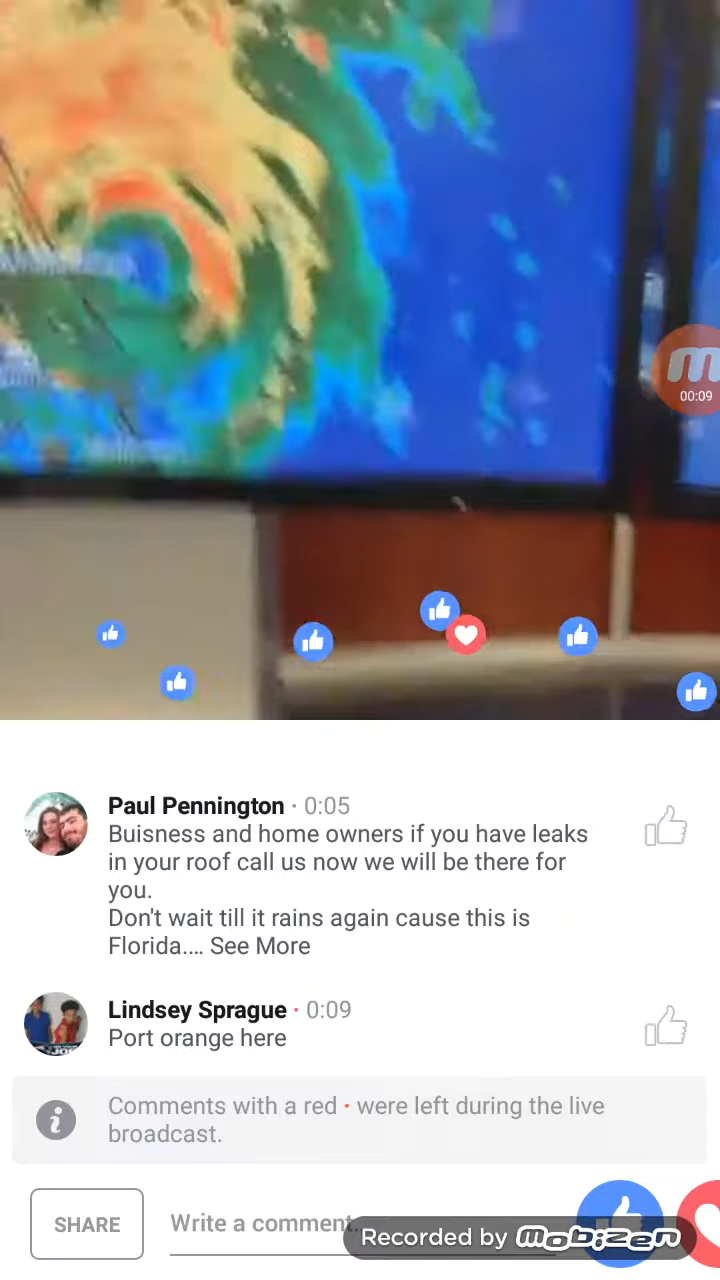 00:09
Paul Pennington · 0:05
Buisness and home owners if you have leaks
in your roof call us now we will be there for
you.
Don't wait till it rains again cause this is
Florida.... See More
Lindsey Sprague · 0:09
Port orange here
Comments with a red · were left during the live
broadcast.
SHARE
Write a comment...
Recorded by mobizen